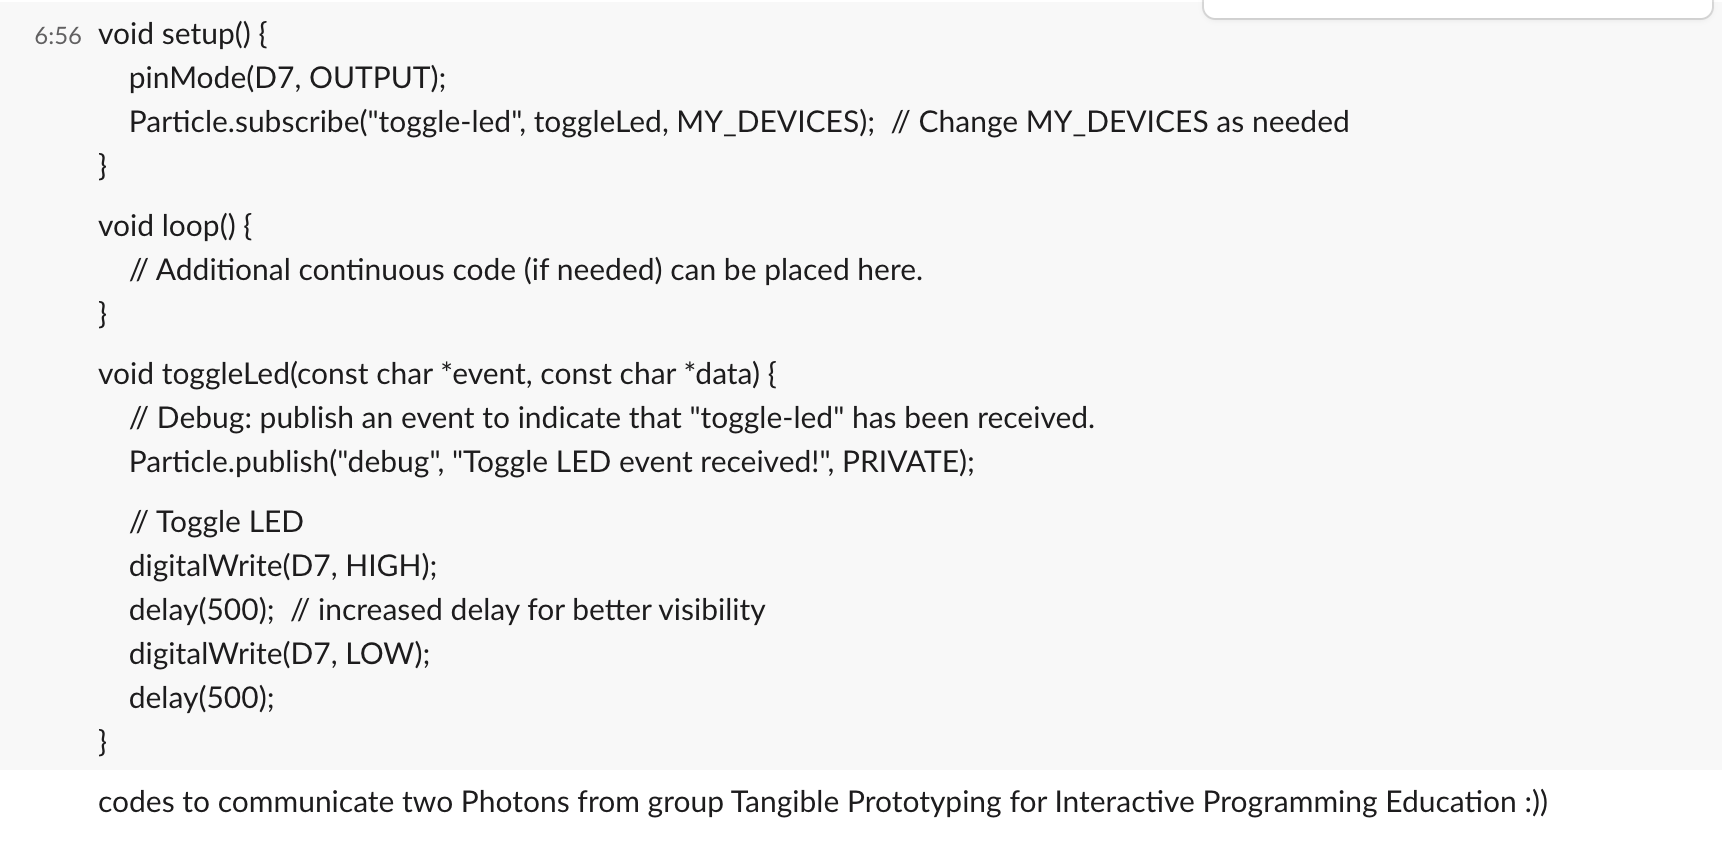 6:56 void setup() {
pinMode(D7, OUTPUT);
Particle.subscribe("toggle-led", toggleLed, MY_DEVICES);  // Change MY_DEVICES as needed
}
void loop() {
// Additional continuous code (if needed) can be placed here.
}
void toggleLed(const char *event, const char *data) {
// Debug: publish an event to indicate that "toggle-led" has been received.
Particle.publish("debug", "Toggle LED event received!", PRIVATE);
// Toggle LED
digitalWrite(D7, HIGH);
delay(500);  // increased delay for better visibility
digitalWrite(D7, LOW);
delay(500);
}
codes to communicate two Photons from group Tangible Prototyping for Interactive Programming Education :))